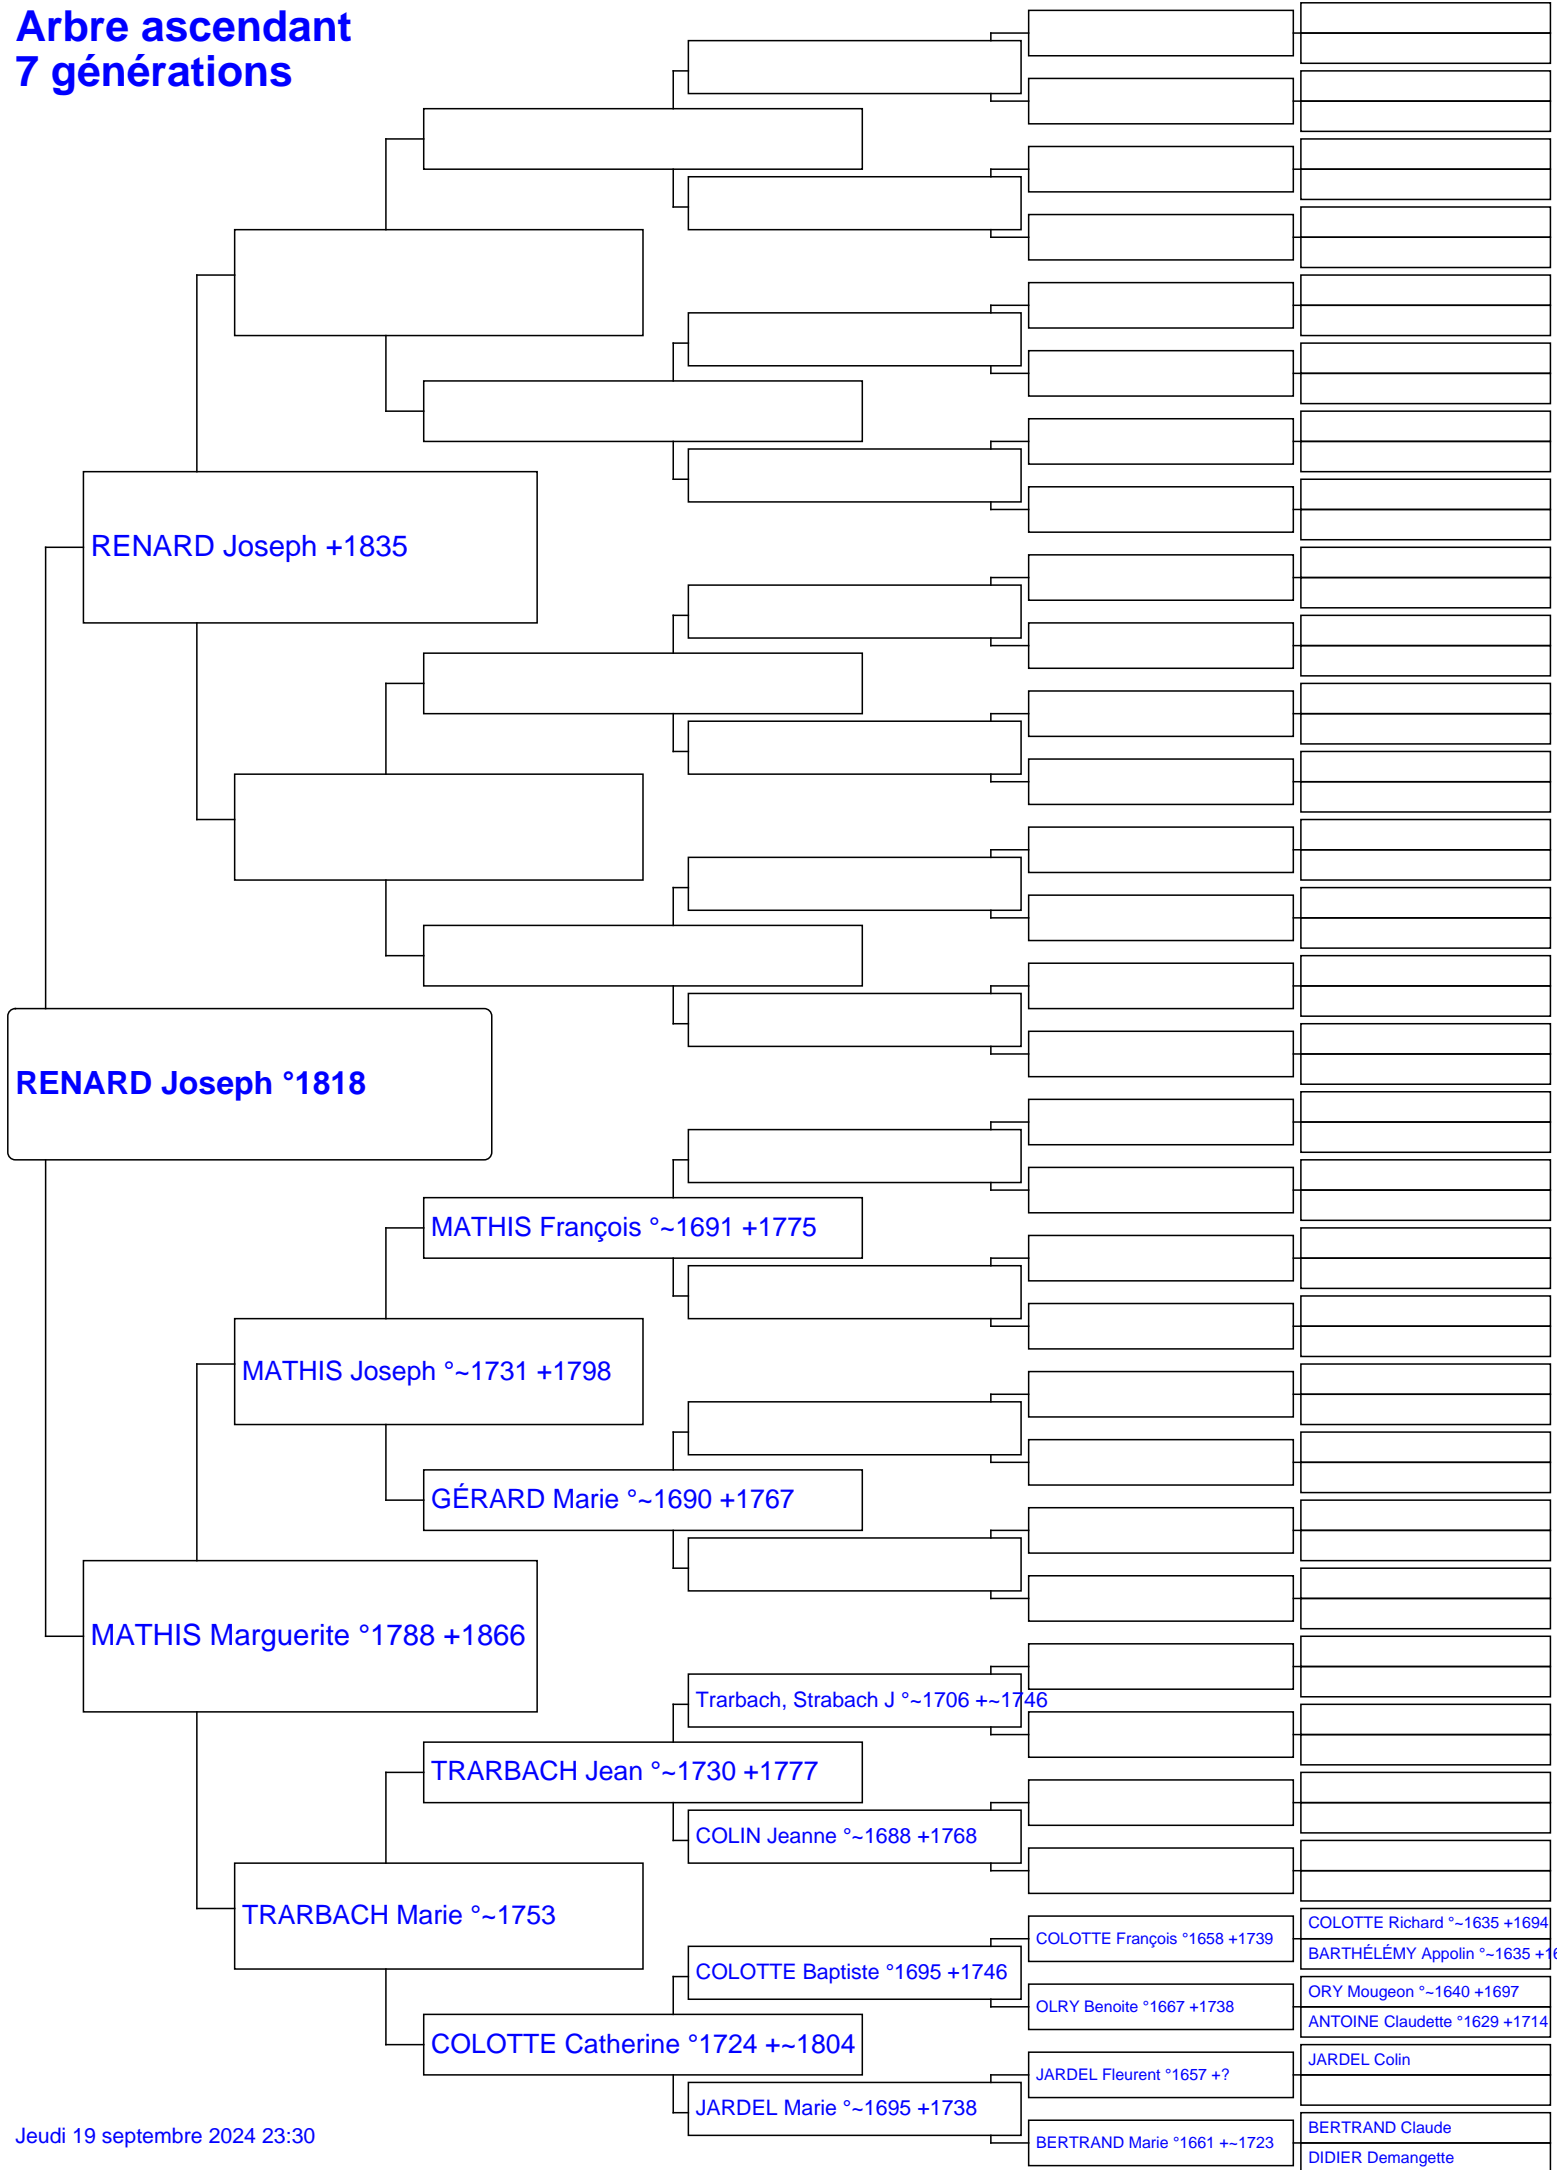 Arbre ascendant
7 générations
RENARD Joseph +1835
RENARD Joseph °1818
MATHIS François °~1691 +1775
MATHIS Joseph °~1731 +1798
GÉRARD Marie °~1690 +1767
MATHIS Marguerite °1788 +1866
Trarbach, Strabach J °~1706 +~1746
TRARBACH Jean °~1730 +1777
COLIN Jeanne °~1688 +1768
TRARBACH Marie °~1753
COLOTTE Richard °~1635 +1694
COLOTTE François °1658 +1739
BARTHÉLÉMY Appolin °~1635 +16
COLOTTE Baptiste °1695 +1746
ORY Mougeon °~1640 +1697
OLRY Benoite °1667 +1738
ANTOINE Claudette °1629 +1714
COLOTTE Catherine °1724 +~1804
JARDEL Colin
JARDEL Fleurent °1657 +?
JARDEL Marie °~1695 +1738
BERTRAND Claude
BERTRAND Marie °1661 +~1723
DIDIER Demangette
Jeudi 19 septembre 2024 23:30